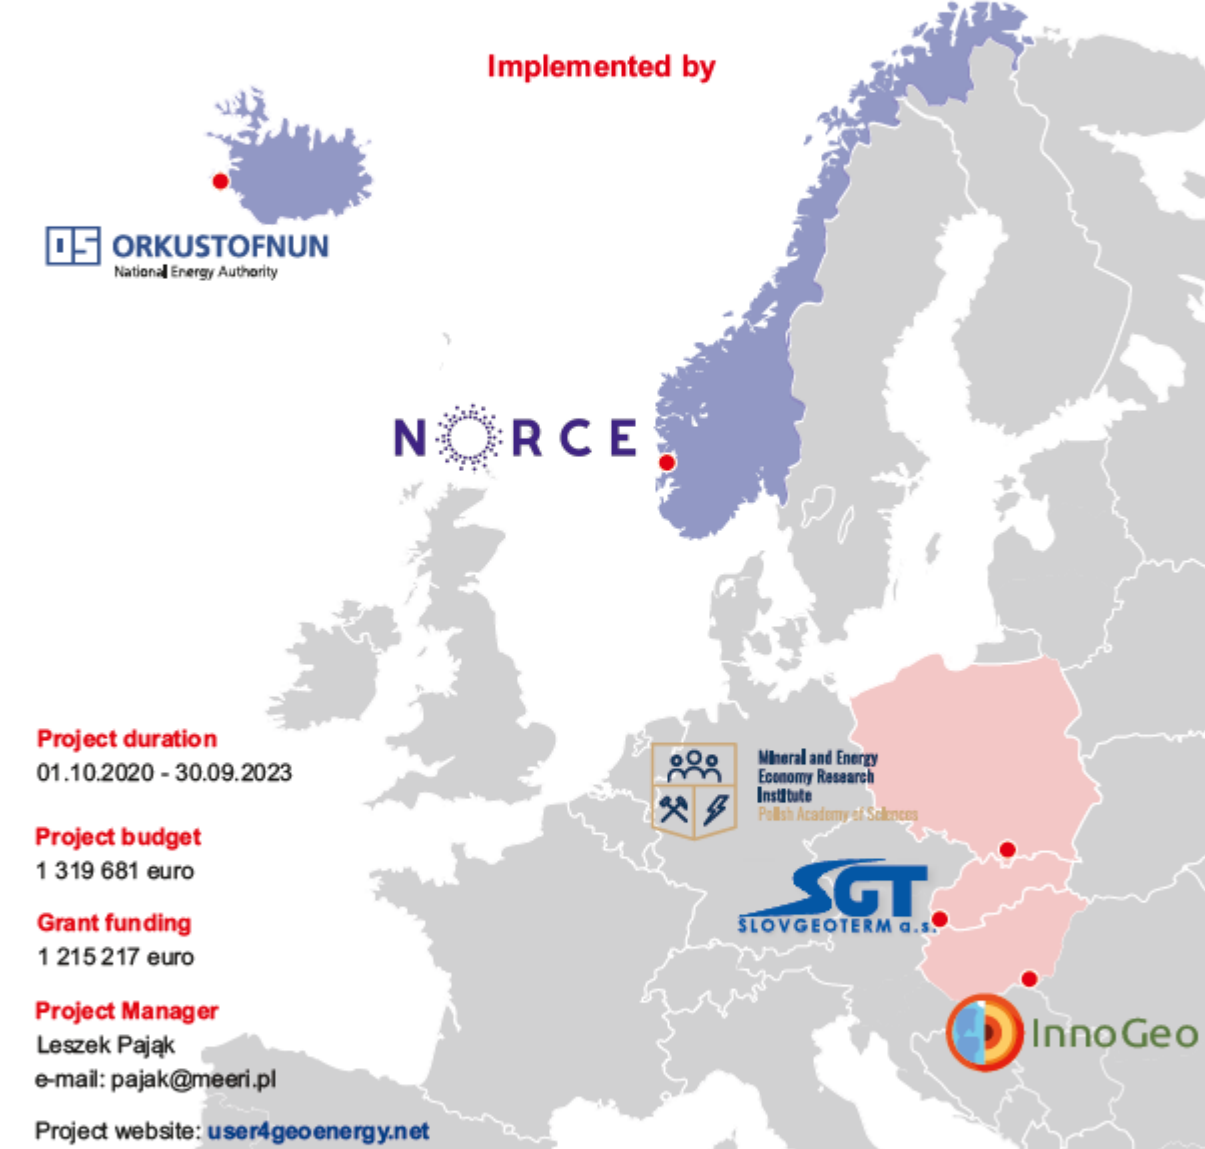 Implemented by
OS ORKUSTOFNUN
National Energy Authority
NORCE
Project duration
01.10.2020 - 30.09.2023
Mineral and Energy
Economy Research
Institute
Polish Academy of Sciences
Project budget
1 319 681 euro
SGT
SLOVGEOTERM a.s.
Grant funding
1 215 217 euro
Project Manager
Leszek Pająk
e-mail: pajak@meeri.pl
InnoGeo
Project website: user4geoenergy.net